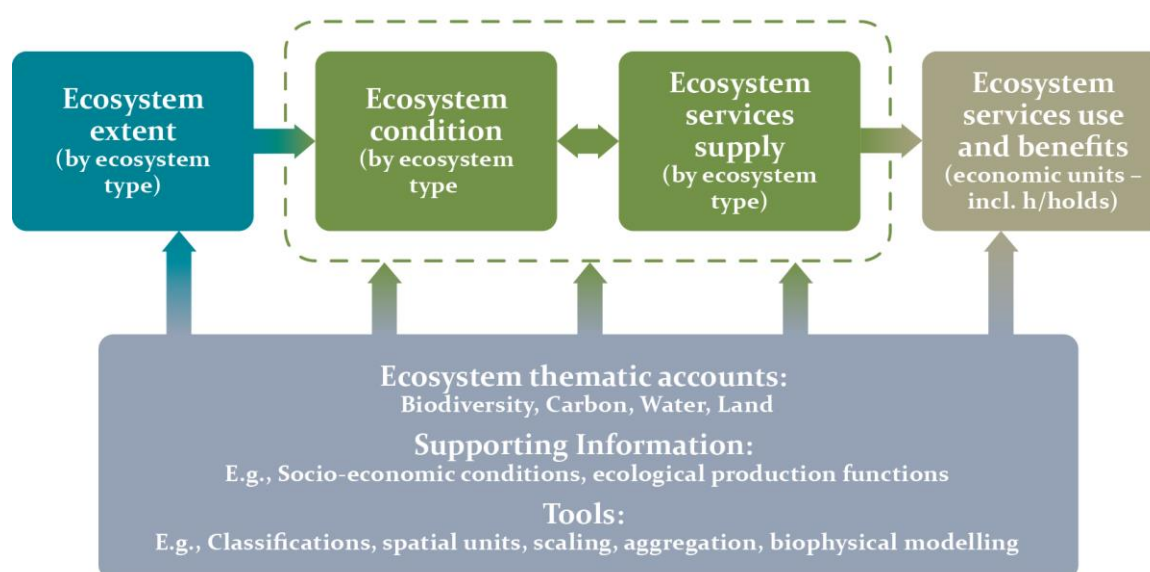 Ecosystem
extent
(by ecosystem
type)
Ecosystem
condition
(by ecosystem
type
Ecosystem
services
supply
(by ecosystem
type)
Ecosystem
services use
and benefits
(economic units –
incl. h/holds)
Ecosystem thematic accounts:
Biodiversity, Carbon, Water, Land
Supporting Information:
E.g., Socio-economic conditions, ecological production functions
Tools:
E.g., Classifications, spatial units, scaling, aggregation, biophysical modelling